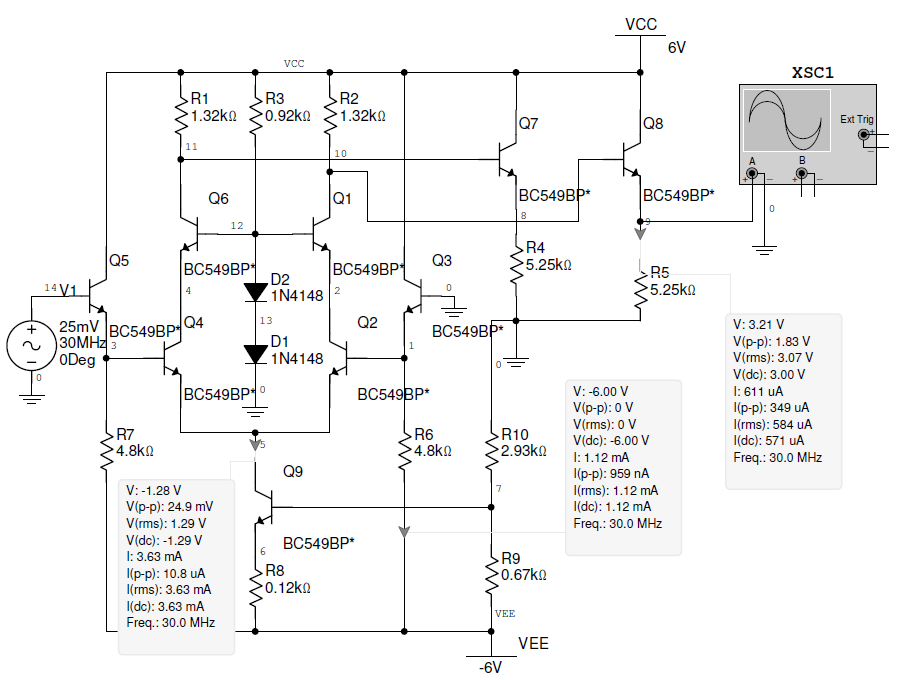 VCC
6V
XSC1
VCC
R1
1.32kΩ
R3
0.92kΩ
R2
1.32kΩ
Q7
Q8
Ext Trig
+
_
A
B
+
_
+
_
11
10
BC549BP*
BC549BP*
0
8
9
Q6
Q1
12
R4
5.25kΩ
R5
5.25kΩ
Q5
BC549BP*
BC549BP*
Q3
D2
1N4148
14
V1
4
2
0
25mV
30MHz
0Deg
+
0
BC549BP*
Q4
13
Q2
BC549BP*
3
D1
1N4148
1
0
BC549BP*
0
BC549BP*
V: 3.21 V
V(p-p): 1.83 V
V(rms): 3.07 V
V(dc): 3.00 V
I: 611 uA
I(p-p): 349 uA
I(rms): 584 uA
I(dc): 571 uA
Freq.: 30.0 MHz
V: -6.00 V
V(p-p): 0 V
V(rms): 0 V
V(dc): -6.00 V
I: 1.12 mA
I(p-p): 959 nA
I(rms): 1.12 mA
I(dc): 1.12 mA
Freq.: 30.0 MHz
R7
4.8kΩ
5
R6
4.8kΩ
R10
2.93kΩ
Q9
7
V: -1.28 V
V(p-p): 24.9 mV
V(rms): 1.29 V
V(dc): -1.29 V
I: 3.63 mA
I(p-p): 10.8 uA
I(rms): 3.63 mA
I(dc): 3.63 mA
Freq.: 30.0 MHz
BC549BP*
6
R8
0.12kΩ
R9
0.67kΩ
VEE
VEE
-6V